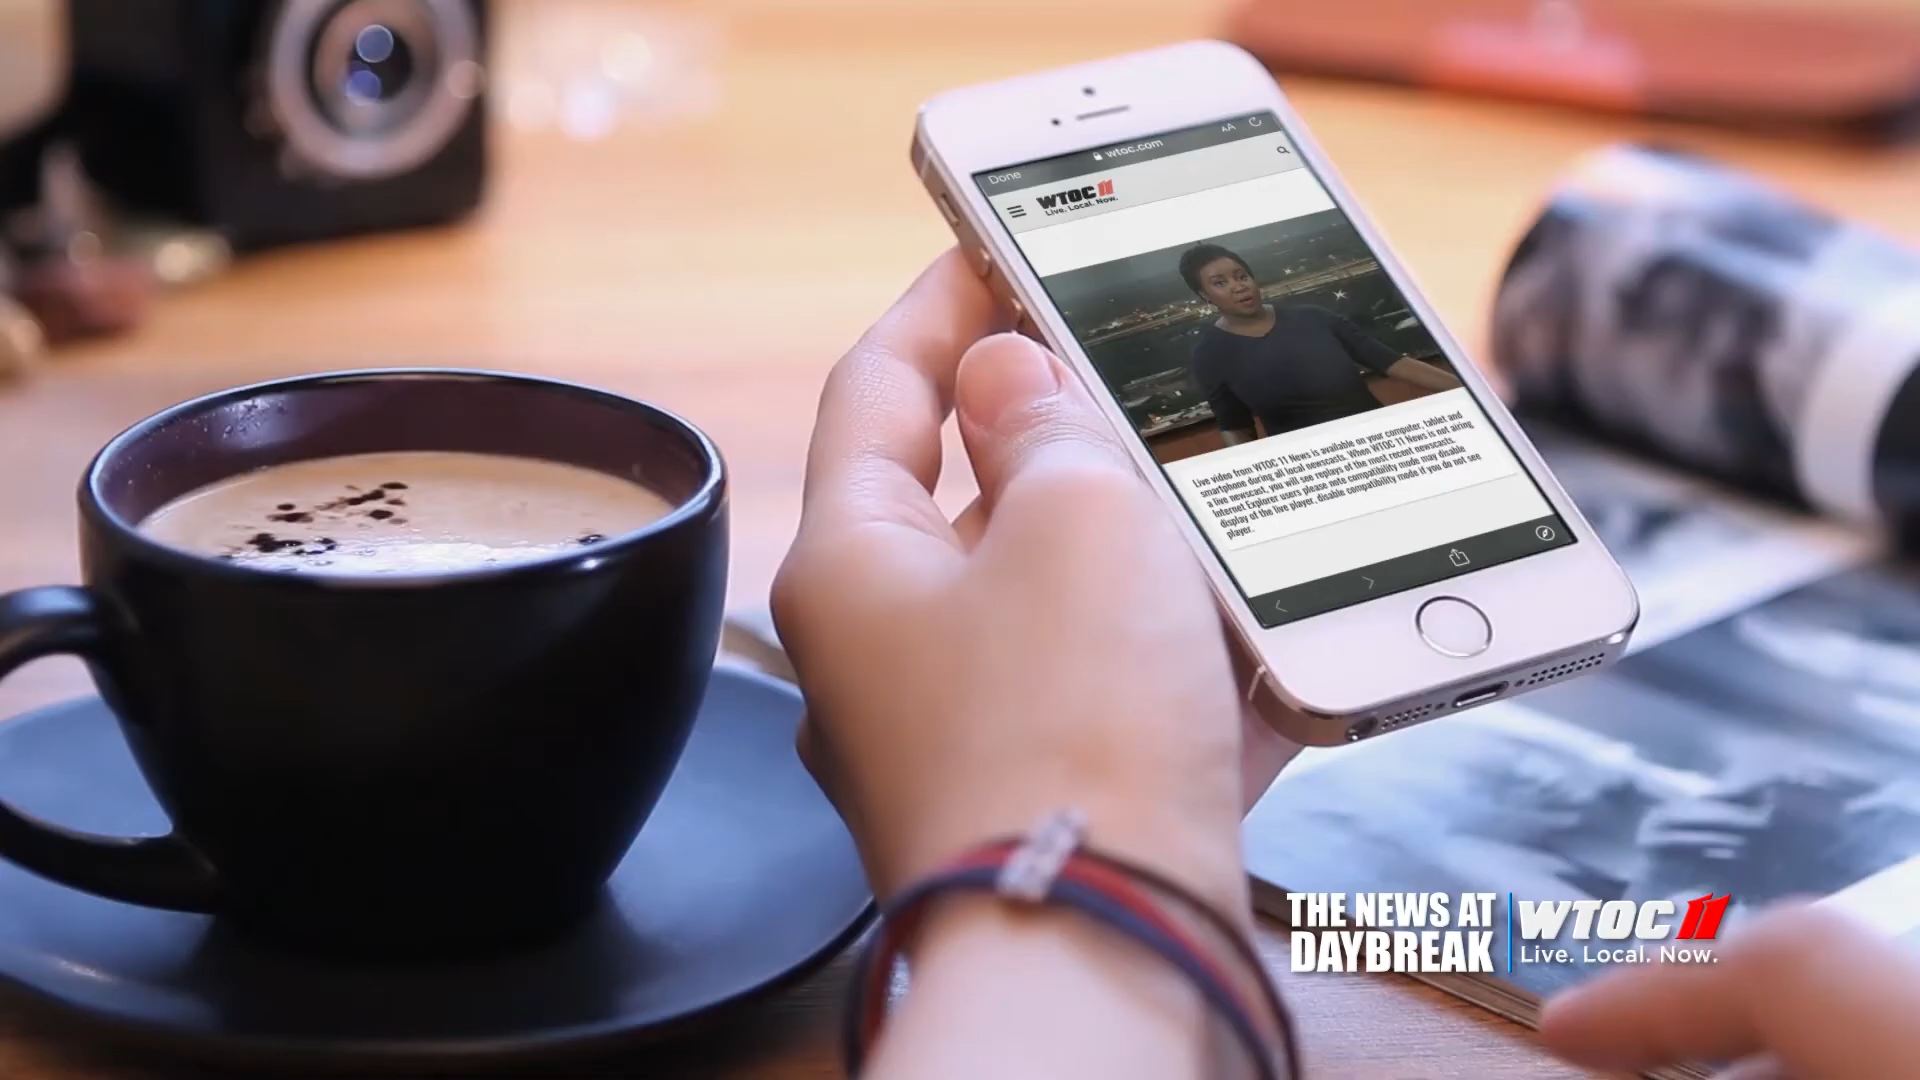 Done
wtoc.com
AA
WTOC 11
Live. Local. Now.
Live video from WTOC 11 News is available on your computer, tablet and
smartphone during all local newscasts. When WTOC 11 News is not airing
a live newscast, you will see replays of the most recent newscasts.
Internet Explorer users please note compatibility mode may disable
display of the live player, disable compatibility mode if you do not see
player.
THE NEWS AT
DAYBREAK
WTOC 11
Live. Local. Now.